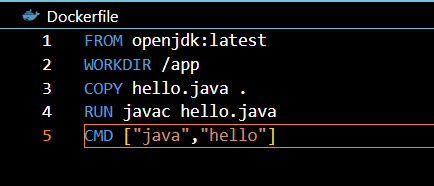 Dockerfile
1 FROM openjdk:latest
2 WORKDIR /app
3 COPY hello.java .
4 RUN javac hello.java
5 CMD ["java","hello"]